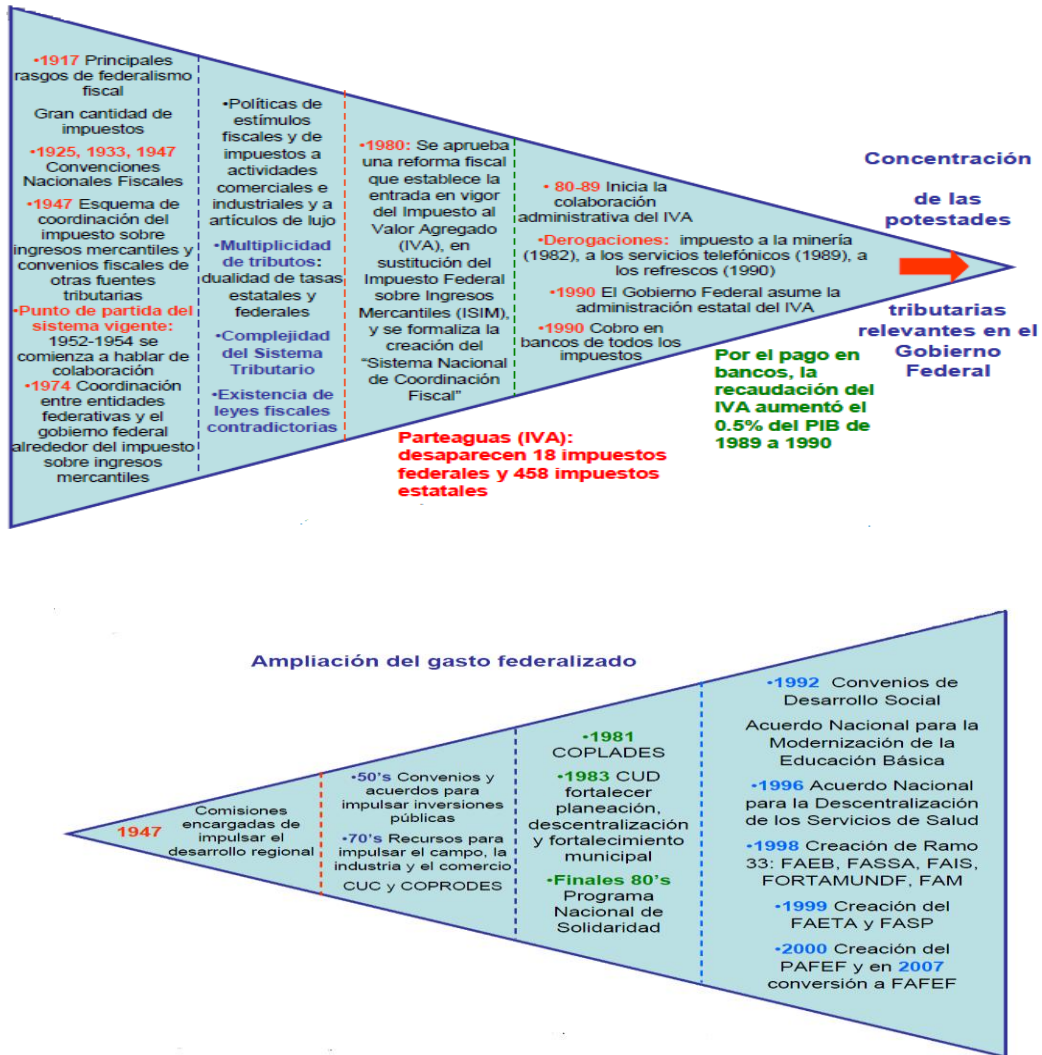 •1917 Principales
rasgos de federalismo
fiscal
Gran cantidad de
impuestos
•1925, 1933, 1947
Convenciones
Nacionales Fiscales
•1947 Esquema de
coordinación del
impuesto sobre
ingresos mercantiles y
convenios fiscales de
otras fuentes
tributarias
•Punto de partida del
sistema vigente:
1952-1954 se
comienza a hablar de
colaboración
•1974 Coordinación
entre entidades
federativas y el
gobierno federal
alrededor del impuesto
sobre ingresos
mercantiles
•Políticas de
estímulos
fiscales y de
impuestos a
actividades
comerciales e
industriales y a
artículos de lujo
•Multiplicidad
de tributos:
dualidad de tasas
estatales y
federales
•Complejidad
del Sistema
Tributario
•Existencia de
leyes fiscales
contradictorias
•1980: Se aprueba
una reforma fiscal
que establece la
entrada en vigor
del Impuesto al
Valor Agregado
(IVA), en
sustitución del
Impuesto Federal
sobre Ingresos
Mercantiles (ISIM),
y se formaliza la
creación del
“Sistema Nacional
de Coordinación
Fiscal”
Parteaguas (IVA):
desaparecen 18 impuestos
federales y 458 impuestos
estatales
• 80-89 Inicia la
colaboración
administrativa del IVA
•Derogaciones: impuesto a la minería
(1982), a los servicios telefónicos (1989), a
los refrescos (1990)
•1990 El Gobierno Federal asume la
administración estatal del IVA
•1990 Cobro en
bancos de todos los
impuestos
Por el pago en
bancos, la
recaudación del
IVA aumentó el
0.5% del PIB de
1989 a 1990
Concentración
de las
potestades
tributarias
relevantes en el
Gobierno
Federal
Ampliación del gasto federalizado
1947
Comisiones
encargadas de
impulsar el
desarrollo regional
•50's Convenios y
acuerdos para
impulsar inversiones
públicas
•70's Recursos para
impulsar el campo, la
industria y el comercio
CUC y COPRODES
•1981
COPLADES
•1983 CUD
fortalecer
planeación,
descentralización
y fortalecimiento
municipal
•Finales 80's
Programa
Nacional de
Solidaridad
•1992 Convenios de
Desarrollo Social
Acuerdo Nacional para la
Modernización de la
Educación Básica
•1996 Acuerdo Nacional
para la Descentralización
de los Servicios de Salud
•1998 Creación de Ramo
33: FAEB, FASSA, FAIS,
FORTAMUNDF, FAM
•1999 Creación del
FAETA y FASP
•2000 Creación del
PAFEF y en 2007
conversión a FAFEF